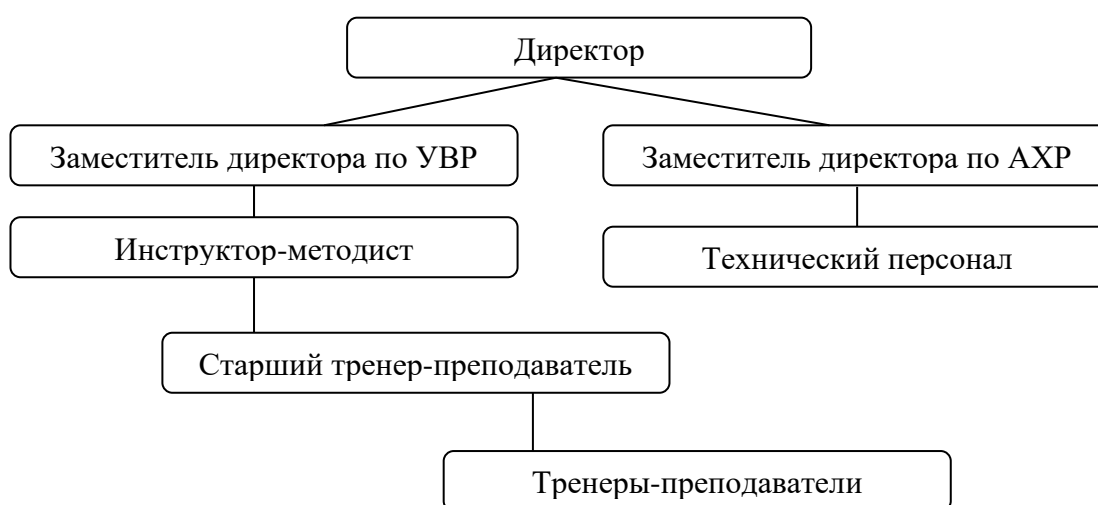 Директор
Заместитель директора по УВР
Заместитель директора по АХР
Инструктор-методист
Технический персонал
Старший тренер-преподаватель
Тренеры-преподаватели